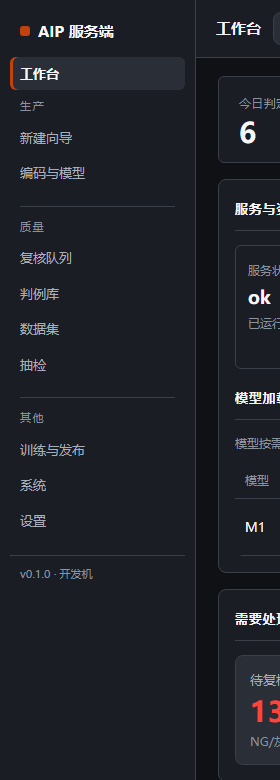 AIP 服务端
工作台
生产
新建向导
编码与模型
质量
复核队列
判例库
数据集
抽检
其他
训练与发布
系统
设置
v0.1.0 · 开发机
工作台
今日判定
6
服务与
服务状
ok
已运行
模型加载
模型按需
模型
M1
需要处理
待复核
13
NG/